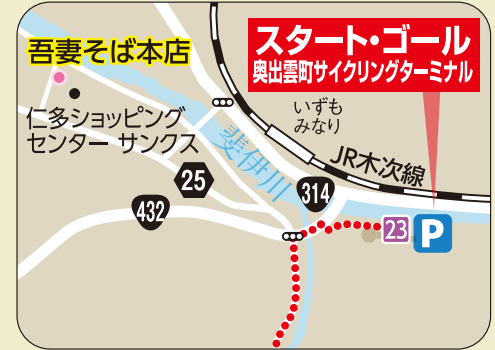 スタート・ゴール
奥出雲町サイクリングターミナル
吾妻そば本店
仁多ショッピング
センター サンクス
いずも
みなり
JR木次線
斐伊川
25
314
432
23
P